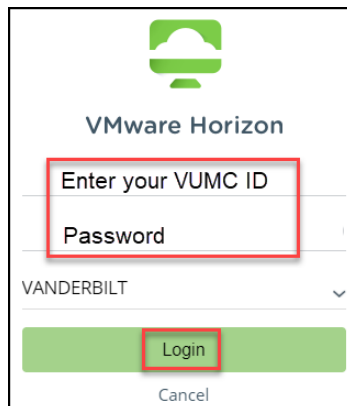 VMware Horizon
Enter your VUMC ID
Password
VANDERBILT
Login
Cancel